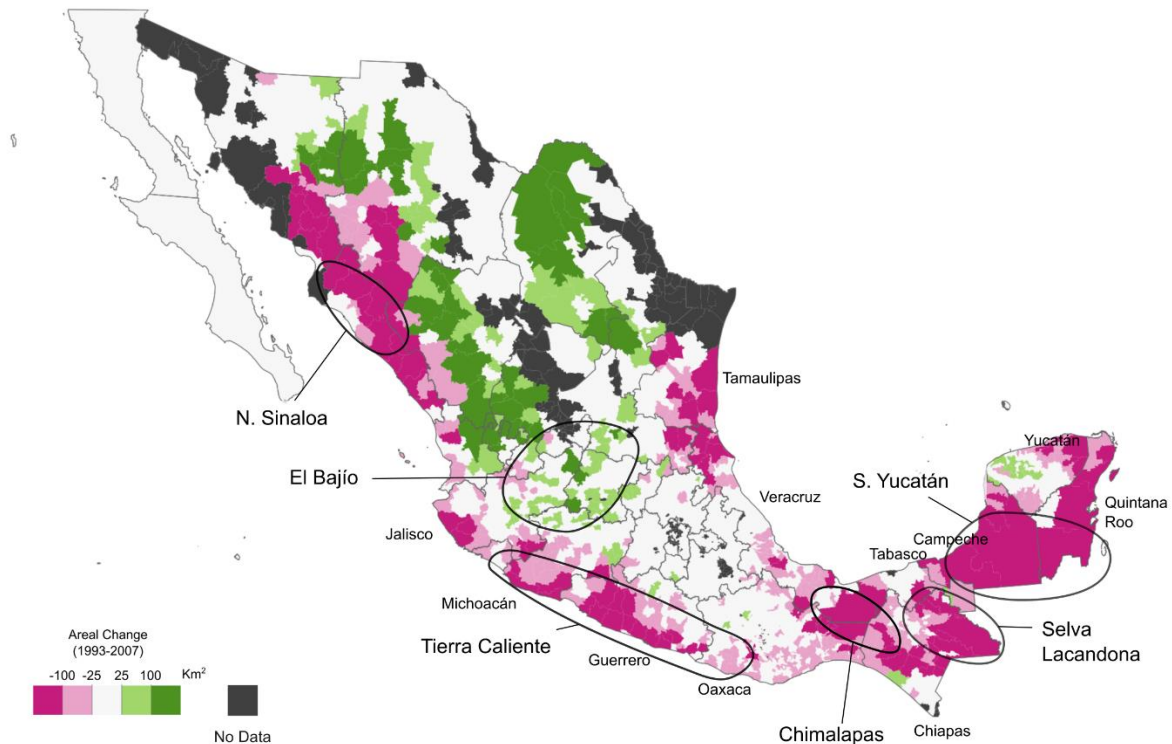 Tamaulipas
N. Sinaloa
Yucatán
El Bajío
S. Yucatán
Veracruz
Quintana
Roo
Jalisco
Campeche
Tabasco
Michoacán
Selva
Lacandona
Tierra Caliente
Guerrero
Oaxaca
Chiapas
Chimalapas
Areal Change
(1993-2007)
-100 -25 25 100 Km²
No Data